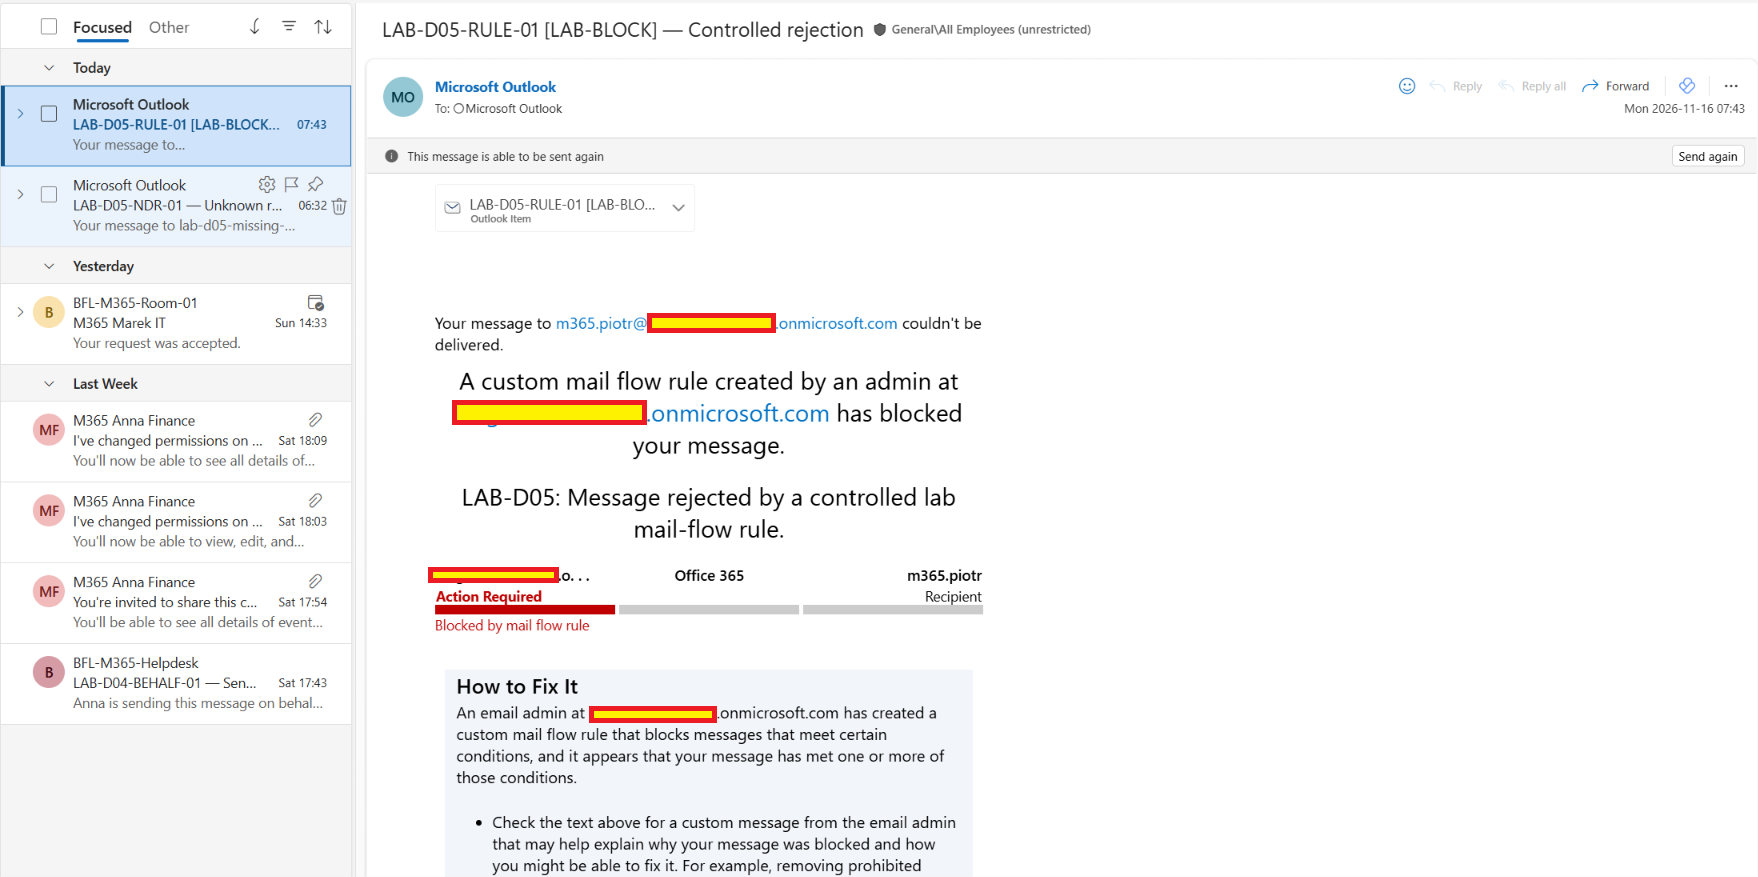 Focused Other
Today
Microsoft Outlook
LAB-D05-RULE-01 [LAB-BLOCK... 07:43
Your message to...
Microsoft Outlook
LAB-D05-NDR-01 — Unknown r... 06:32
Your message to lab-d05-missing-...
Yesterday
B
BFL-M365-Room-01
M365 Marek IT Sun 14:33
Your request was accepted.
Last Week
MF
M365 Anna Finance
I've changed permissions on ... Sat 18:09
You'll now be able to see all details of...
MF
M365 Anna Finance
I've changed permissions on ... Sat 18:03
You'll now be able to view, edit, and...
MF
M365 Anna Finance
You're invited to share this c... Sat 17:54
You'll be able to see all details of event...
B
BFL-M365-Helpdesk
LAB-D04-BEHALF-01 — Sen... Sat 17:43
Anna is sending this message on behal...
LAB-D05-RULE-01 [LAB-BLOCK] — Controlled rejection General\All Employees (unrestricted)
MO
Microsoft Outlook
To: Microsoft Outlook
Reply Reply all Forward
Mon 2026-11-16 07:43
This message is able to be sent again Send again
LAB-D05-RULE-01 [LAB-BLO...
Outlook Item
Your message to m365.piotr@ .onmicrosoft.com couldn't be
delivered.
A custom mail flow rule created by an admin at
.onmicrosoft.com has blocked
your message.
LAB-D05: Message rejected by a controlled lab
mail-flow rule.
.o. . . Office 365 m365.piotr
Action Required Recipient
Blocked by mail flow rule
How to Fix It
An email admin at .onmicrosoft.com has created a
custom mail flow rule that blocks messages that meet certain
conditions, and it appears that your message has met one or more of
those conditions.
• Check the text above for a custom message from the email admin
that may help explain why your message was blocked and how
you might be able to fix it. For example, removing prohibited